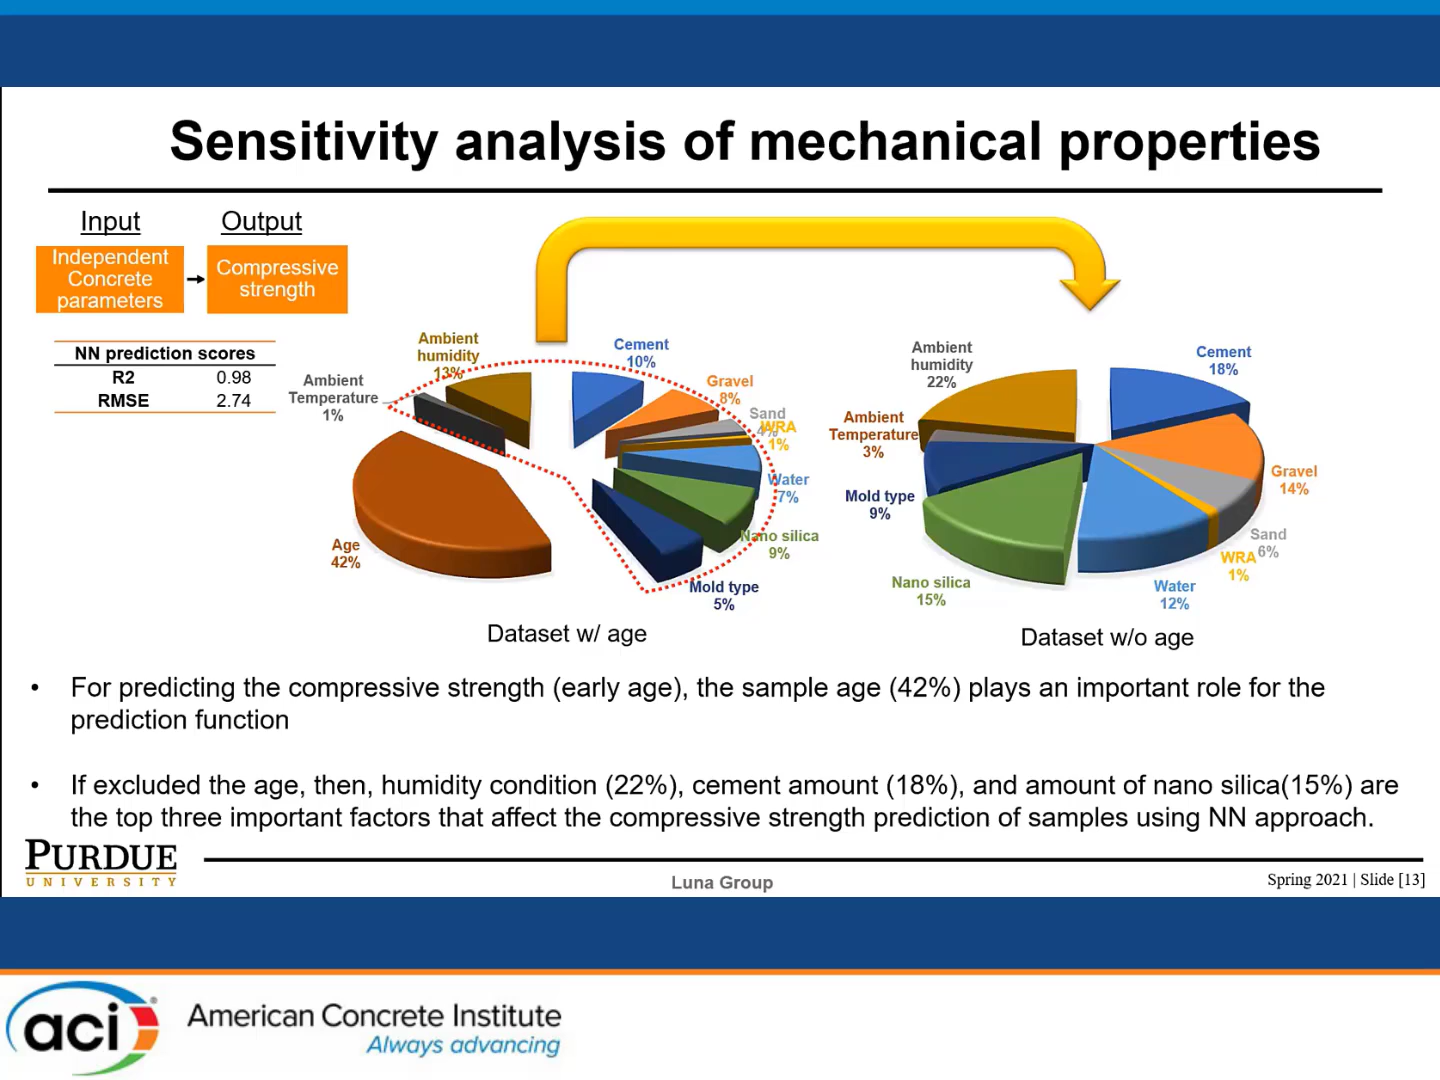 Sensitivity analysis of mechanical properties
Input
Output
Independent
Concrete
parameters
Compressive
strength
NN prediction scores
R2 0.98
RMSE 2.74
Ambient
humidity
13%
Cement
10%
Gravel
8%
Sand
4%
WRA
1%
Water
7%
Nano silica
9%
Mold type
5%
Age
42%
Ambient
Temperature
1%
Dataset w/ age
Ambient
humidity
22%
Cement
18%
Gravel
14%
Sand
6%
WRA
1%
Water
12%
Nano silica
15%
Mold type
9%
Ambient
Temperature
3%
Dataset w/o age
• For predicting the compressive strength (early age), the sample age (42%) plays an important role for the
prediction function
• If excluded the age, then, humidity condition (22%), cement amount (18%), and amount of nano silica(15%) are
the top three important factors that affect the compressive strength prediction of samples using NN approach.
PURDUE
UNIVERSITY
Luna Group
Spring 2021 | Slide [13]
aci
American Concrete Institute
Always advancing